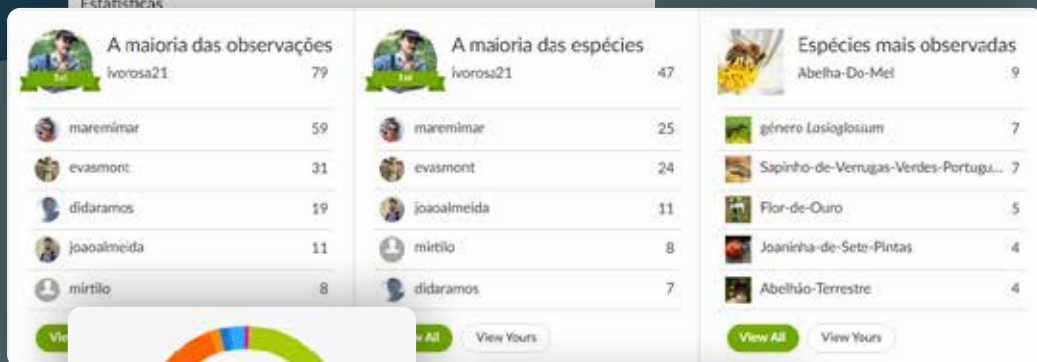 Estatísticas
A maioria das observações
ivorosa21 79
1st
maremimar 59
evasmont 31
didaramos 19
joaoalmeida 11
mirtilo 8
A maioria das espécies
ivorosa21 47
1st
maremimar 25
evasmont 24
joaoalmeida 11
mirtilo 8
didaramos 7
All
View Yours
Espécies mais observadas
Abelha-Do-Mel 9
género Lasioglossum 7
Sapinho-de-Verrugas-Verdes-Portugu... 7
Flor-de-Ouro 5
Joaninha-de-Sete-Pintas 4
Abelhão-Terrestre 4
View All
View Yours